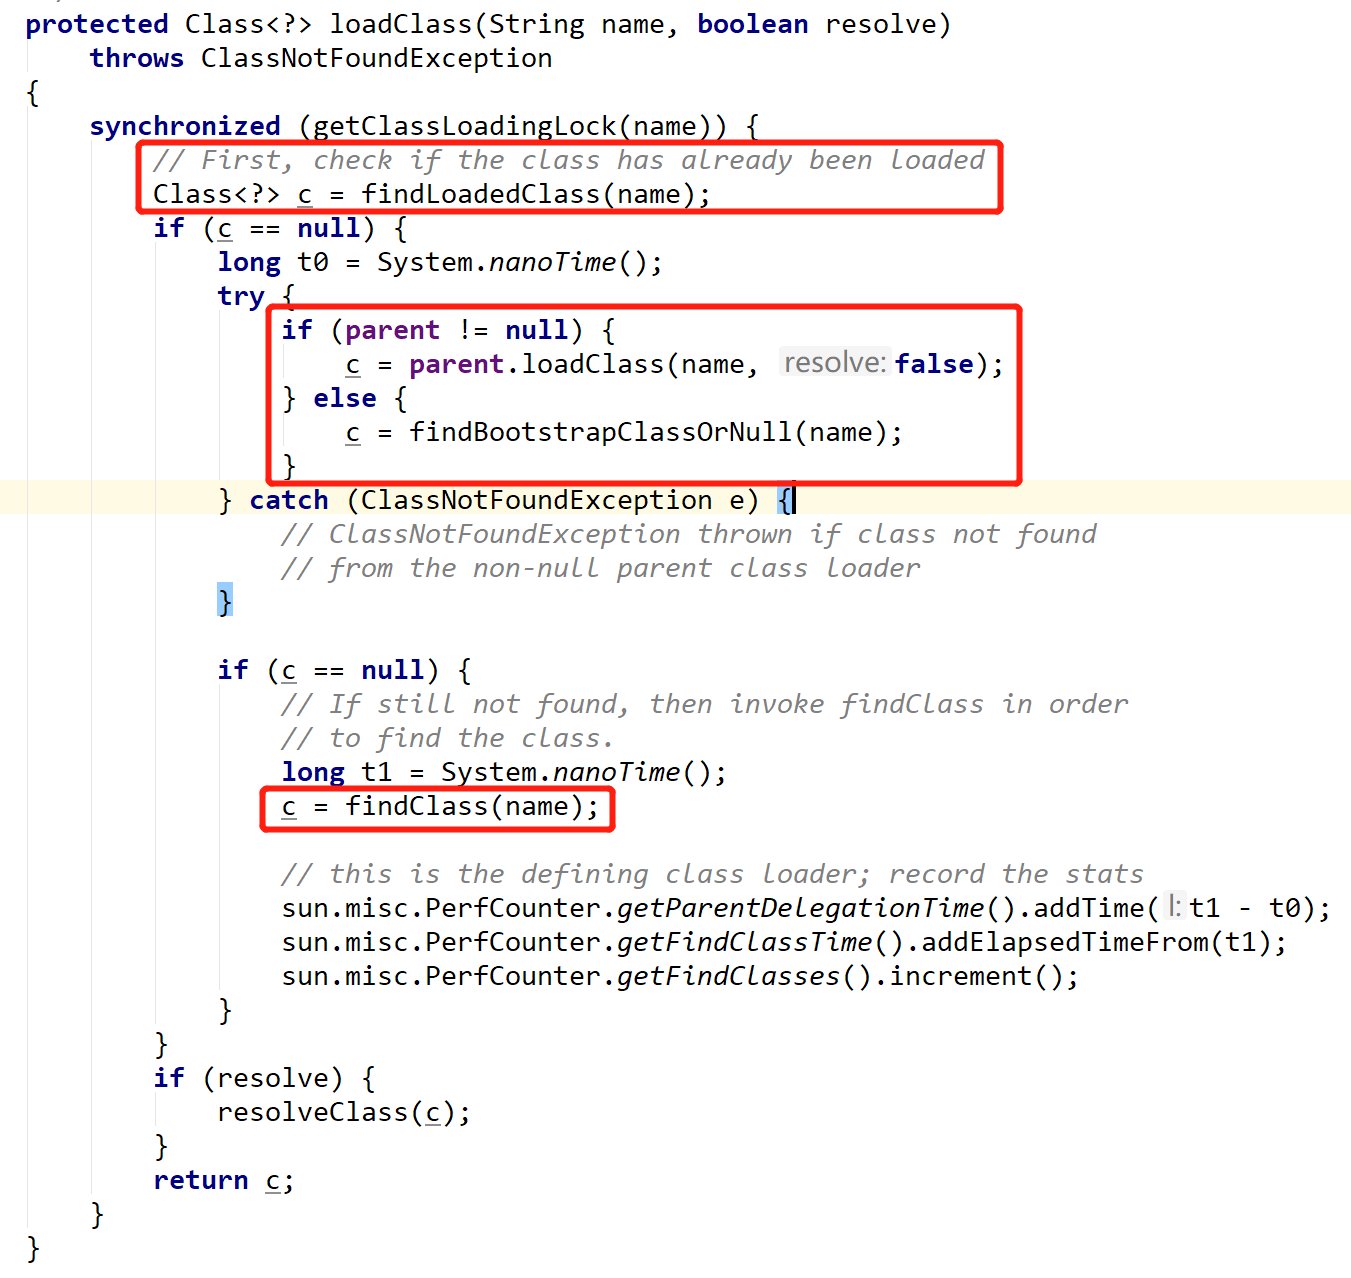 protected Class<?> loadClass(String name, boolean resolve)
    throws ClassNotFoundException
{
    synchronized (getClassLoadingLock(name)) {
        // First, check if the class has already been loaded
        Class<?> c = findLoadedClass(name);
        if (c == null) {
            long t0 = System.nanoTime();
            try {
                if (parent != null) {
                    c = parent.loadClass(name, resolve: false);
                } else {
                    c = findBootstrapClassOrNull(name);
                }
            } catch (ClassNotFoundException e) {
                // ClassNotFoundException thrown if class not found
                // from the non-null parent class loader
            }

            if (c == null) {
                // If still not found, then invoke findClass in order
                // to find the class.
                long t1 = System.nanoTime();
                c = findClass(name);

                // this is the defining class loader; record the stats
                sun.misc.PerfCounter.getParentDelegationTime().addTime( l: t1 - t0);
                sun.misc.PerfCounter.getFindClassTime().addElapsedTimeFrom(t1);
                sun.misc.PerfCounter.getFindClasses().increment();
            }
        }
        if (resolve) {
            resolveClass(c);
        }
        return c;
    }
}